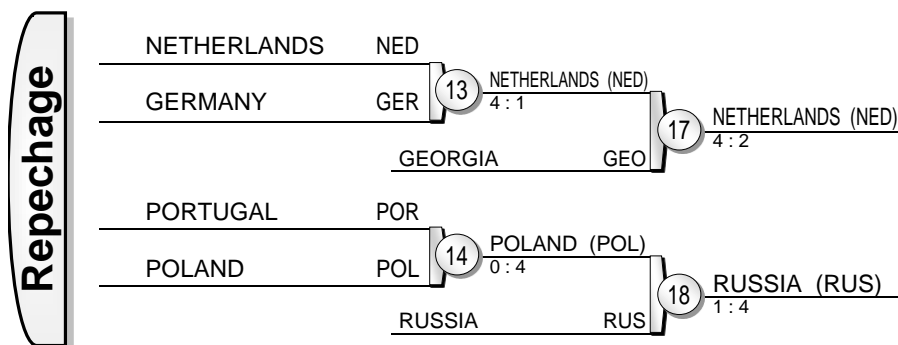 Repechage
NETHERLANDS NED
GERMANY GER
13
NETHERLANDS (NED)
4 : 1
GEORGIA GEO
17
NETHERLANDS (NED)
4 : 2
PORTUGAL POR
POLAND POL
14
POLAND (POL)
0 : 4
RUSSIA RUS
18
RUSSIA (RUS)
1 : 4